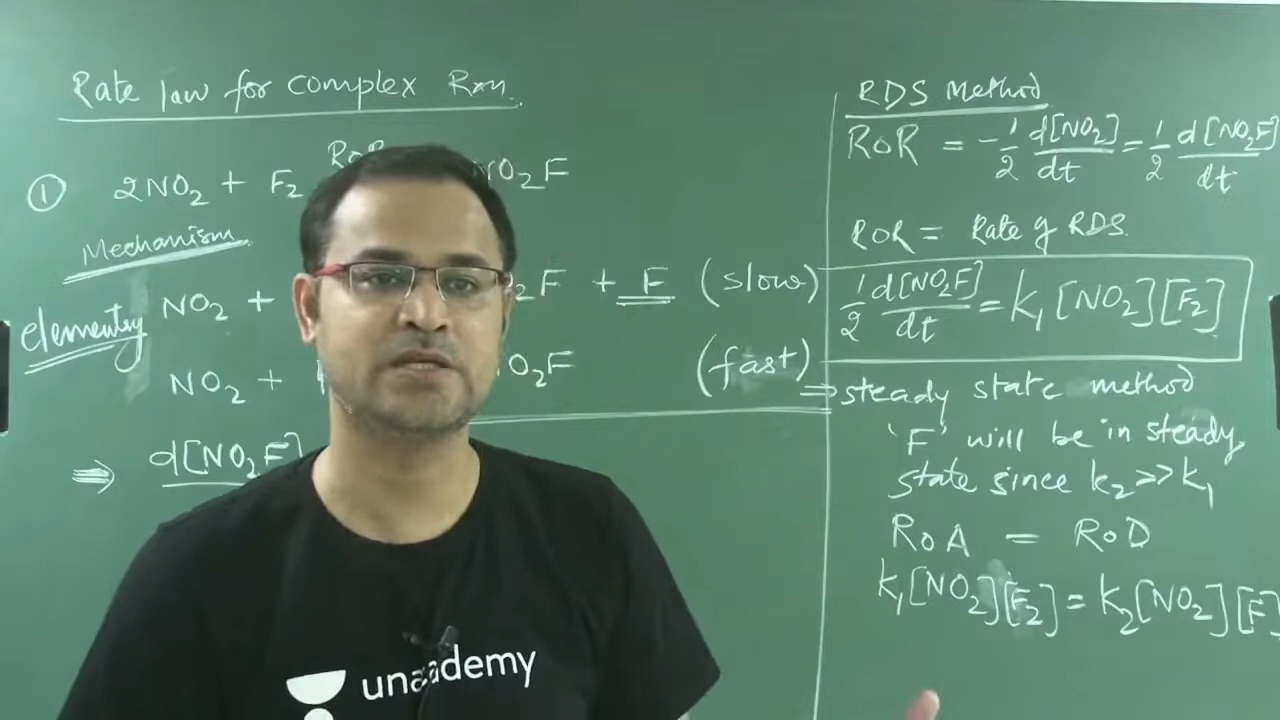 Rate law for complex Rxn.
RoR
① 2NO₂ + F₂ NO₂F
Mechanism
elementry
NO₂ + ₂F + F (slow)
NO₂ + O₂F (fast)
⇒ d[NO₂F]
RDS Method
RoR = -1/2 d[NO₂]/dt = 1/2 d[NO₂F]/dt
RoR = Rate of RDS
1/2 d[NO₂F]/dt = k₁[NO₂][F₂]
⇒ steady state method
'F' will be in steady
state since k₂ >> k₁
RoA = RoD
k₁[NO₂][F₂] = k₂[NO₂][F]
unacademy